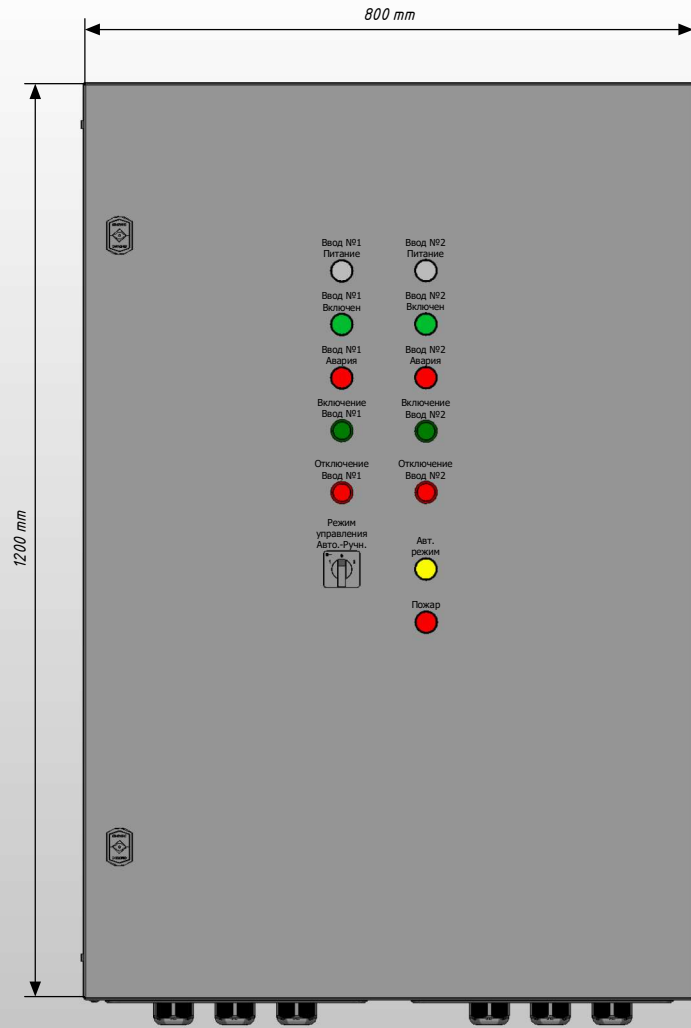 800 mm
Ввод №1
Питание
Ввод №2
Питание
Ввод №1
Включен
Ввод №2
Включен
Ввод №1
Авария
Ввод №2
Авария
Включение
Ввод №1
Включение
Ввод №2
Отключение
Ввод №1
Отключение
Ввод №2
1200 mm
Режим
управления
Авто.-Ручн.
Авт.
режим
Пожар